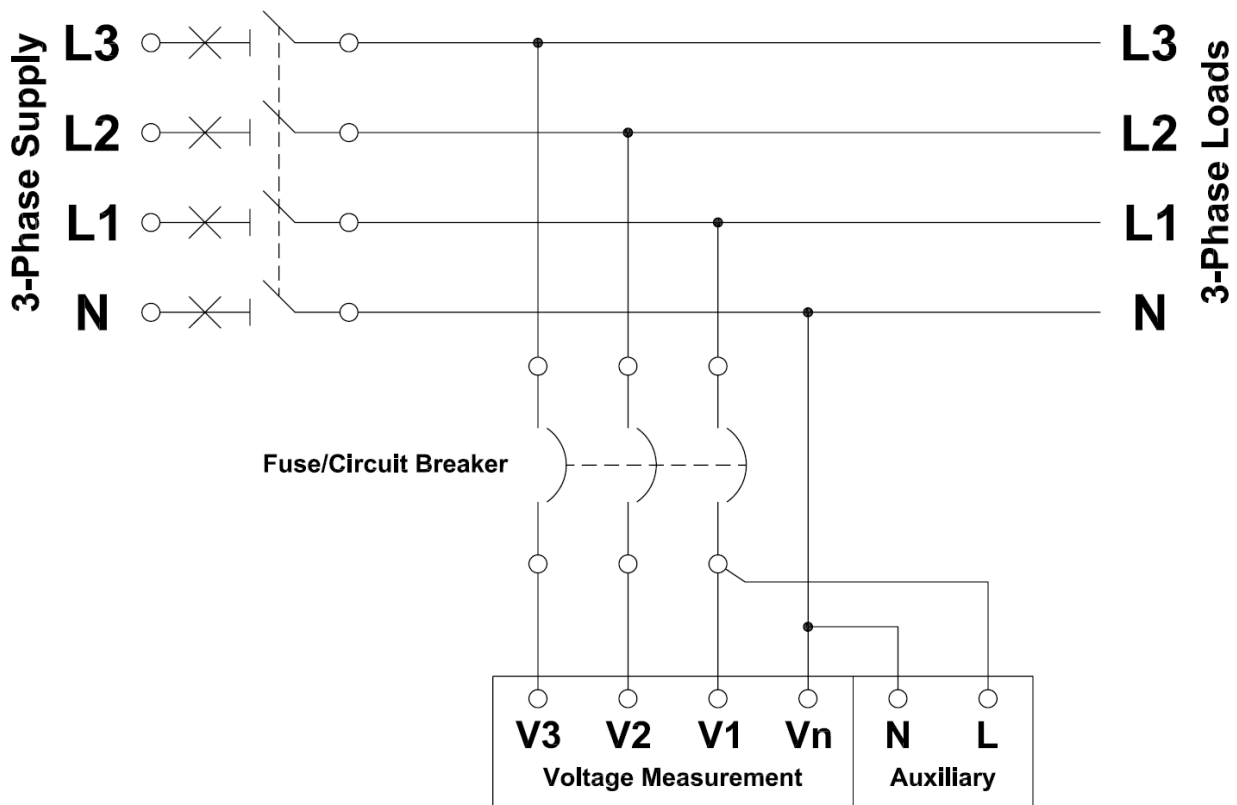 3-Phase Supply
L3
L2
L1
N
L3
L2
L1
N
3-Phase Loads
Fuse/Circuit Breaker
V3 V2 V1 Vn N L
Voltage Measurement Auxiliary